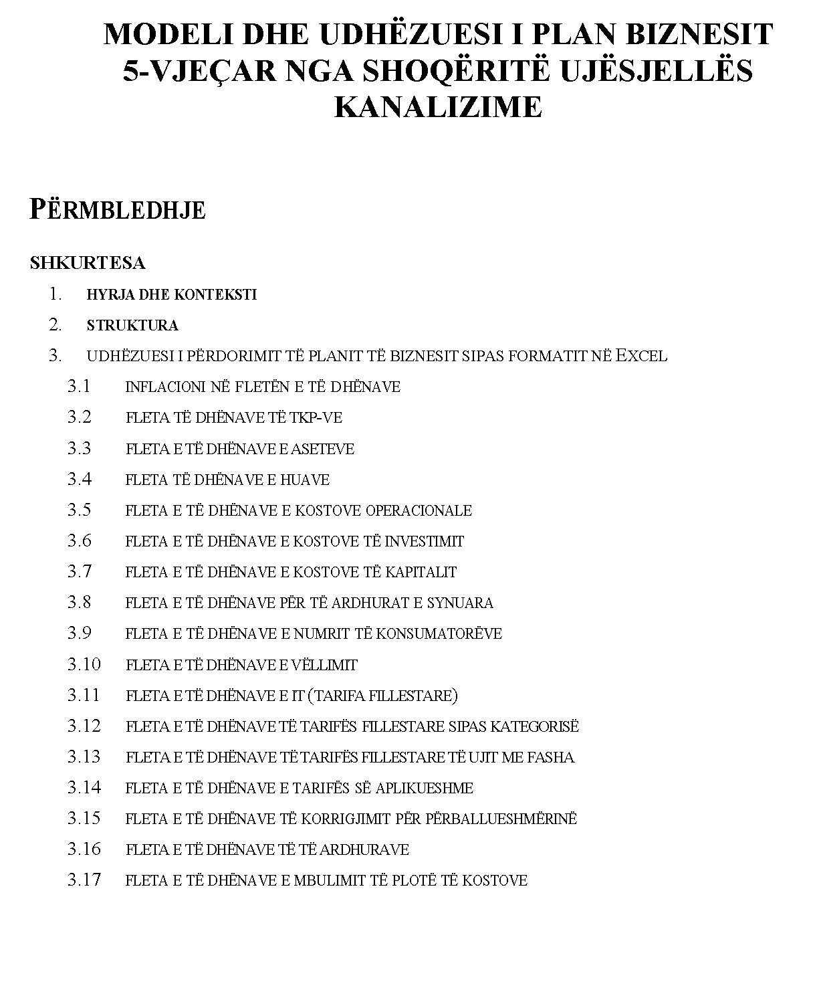 MODELI DHE UDHËZUESI I PLAN BIZNESIT
5-VJEÇAR NGA SHOQËRITË UJËSJELLËS
KANALIZIME
PËRMBLEDHJE
SHKURTESA
1. HYRJA DHE KONTEKSTI
2. STRUKTURA
3. UDHËZUESI I PËRDORIMIT TË PLANIT TË BIZNESIT SIPAS FORMATIT NË EXCEL
3.1 INFLACIONI NË FLETËN E TË DHËNAVE
3.2 FLETA TË DHËNAVE TË TKP-VE
3.3 FLETA E TË DHËNAVE E ASETEVE
3.4 FLETA TË DHËNAVE E HUAVE
3.5 FLETA E TË DHËNAVE E KOSTOVE OPERACIONALE
3.6 FLETA E TË DHËNAVE E KOSTOVE TË INVESTIMIT
3.7 FLETA E TË DHËNAVE E KOSTOVE TË KAPITALIT
3.8 FLETA E TË DHËNAVE PËR TË ARDHURAT E SYNUARA
3.9 FLETA E TË DHËNAVE E NUMRIT TË KONSUMATORËVE
3.10 FLETA E TË DHËNAVE E VËLLIMIT
3.11 FLETA E TË DHËNAVE E IT (TARIFA FILLESTARE)
3.12 FLETA E TË DHËNAVE TË TARIFËS FILLESTARE SIPAS KATEGORISË
3.13 FLETA E TË DHËNAVE TË TARIFËS FILLESTARE TË UJIT ME FASHA
3.14 FLETA E TË DHËNAVE E TARIFËS SË APLIKUESHME
3.15 FLETA E TË DHËNAVE TË KORRIGJIMIT PËR PËRBALLUESHMËRINË
3.16 FLETA E TË DHËNAVE TË TË ARDHURAVE
3.17 FLETA E TË DHËNAVE E MBULIMIT TË PLOTË TË KOSTOVE